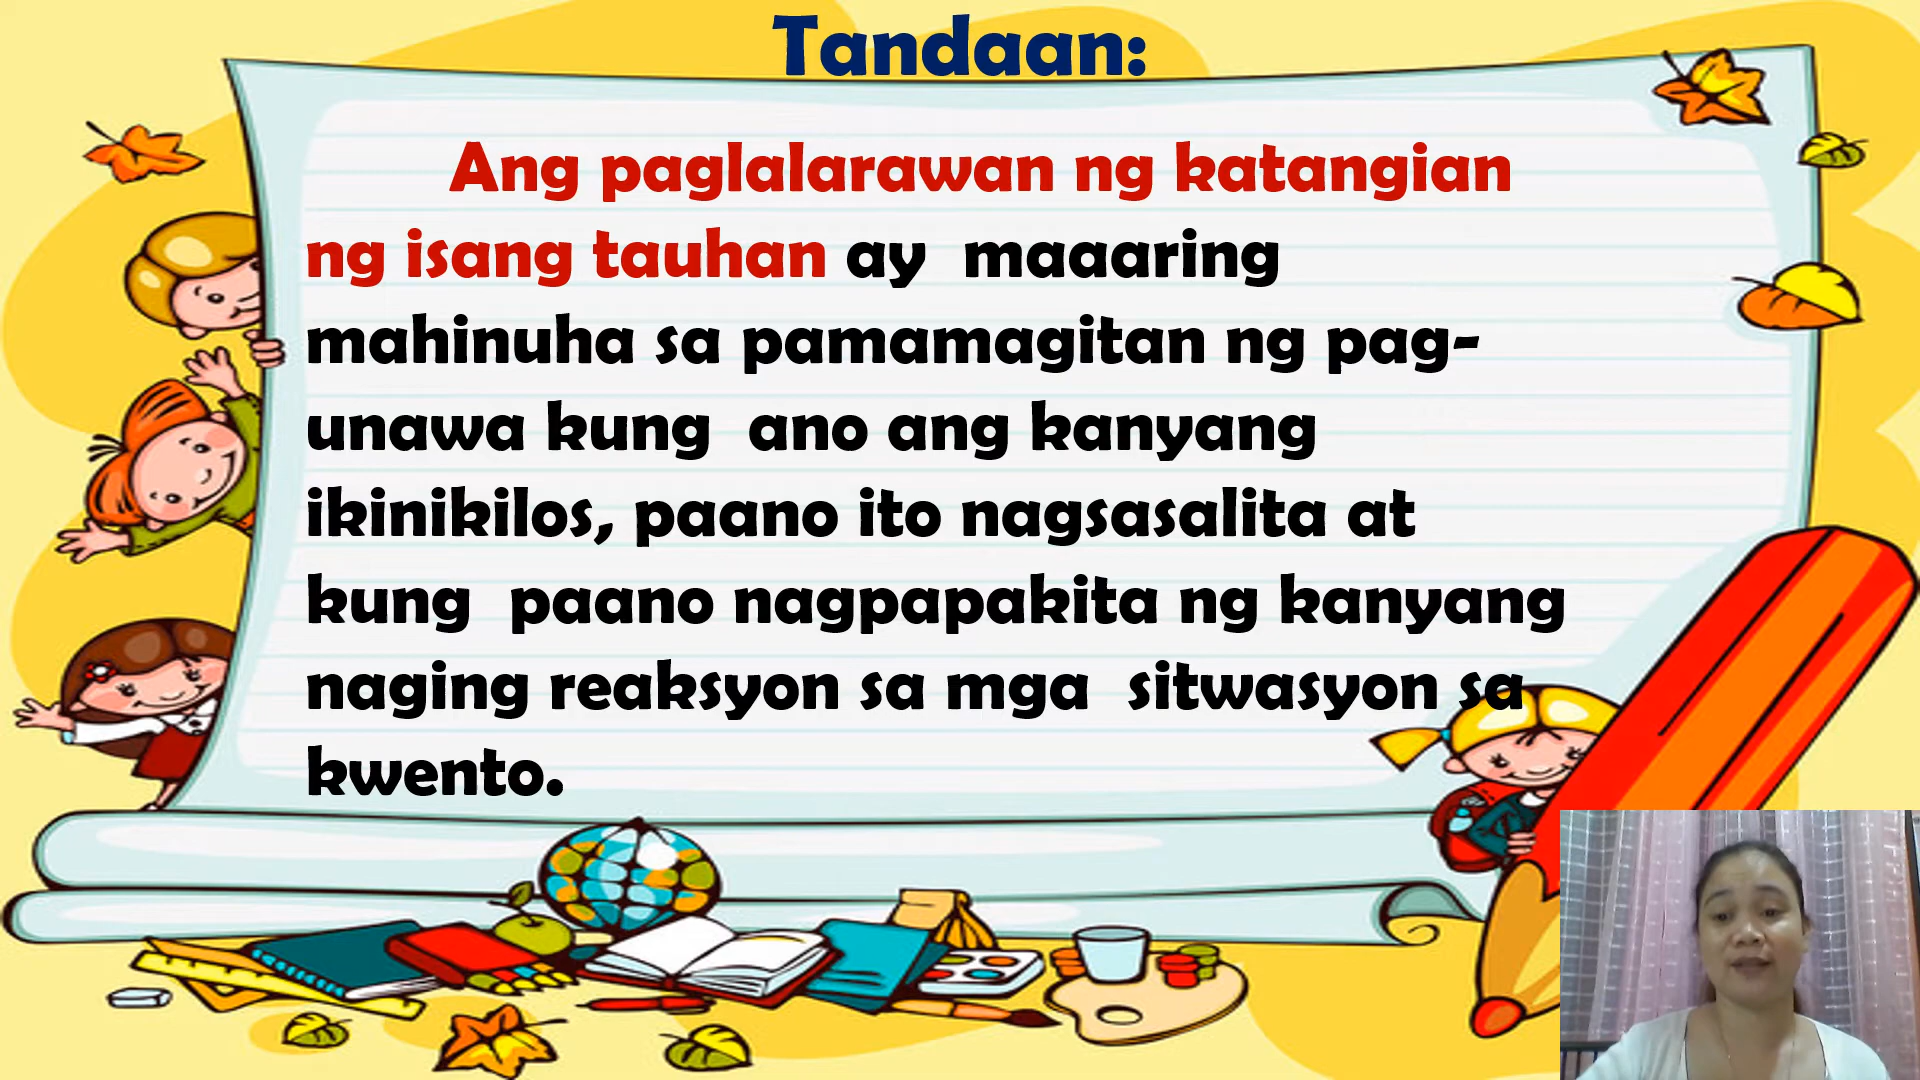 Tandaan:
Ang paglalarawan ng katangian
ng isang tauhan ay maaaring
mahinuha sa pamamagitan ng pag-
unawa kung ano ang kanyang
ikinikilos, paano ito nagsasalita at
kung paano nagpapakita ng kanyang
naging reaksyon sa mga sitwasyon sa
kwento.